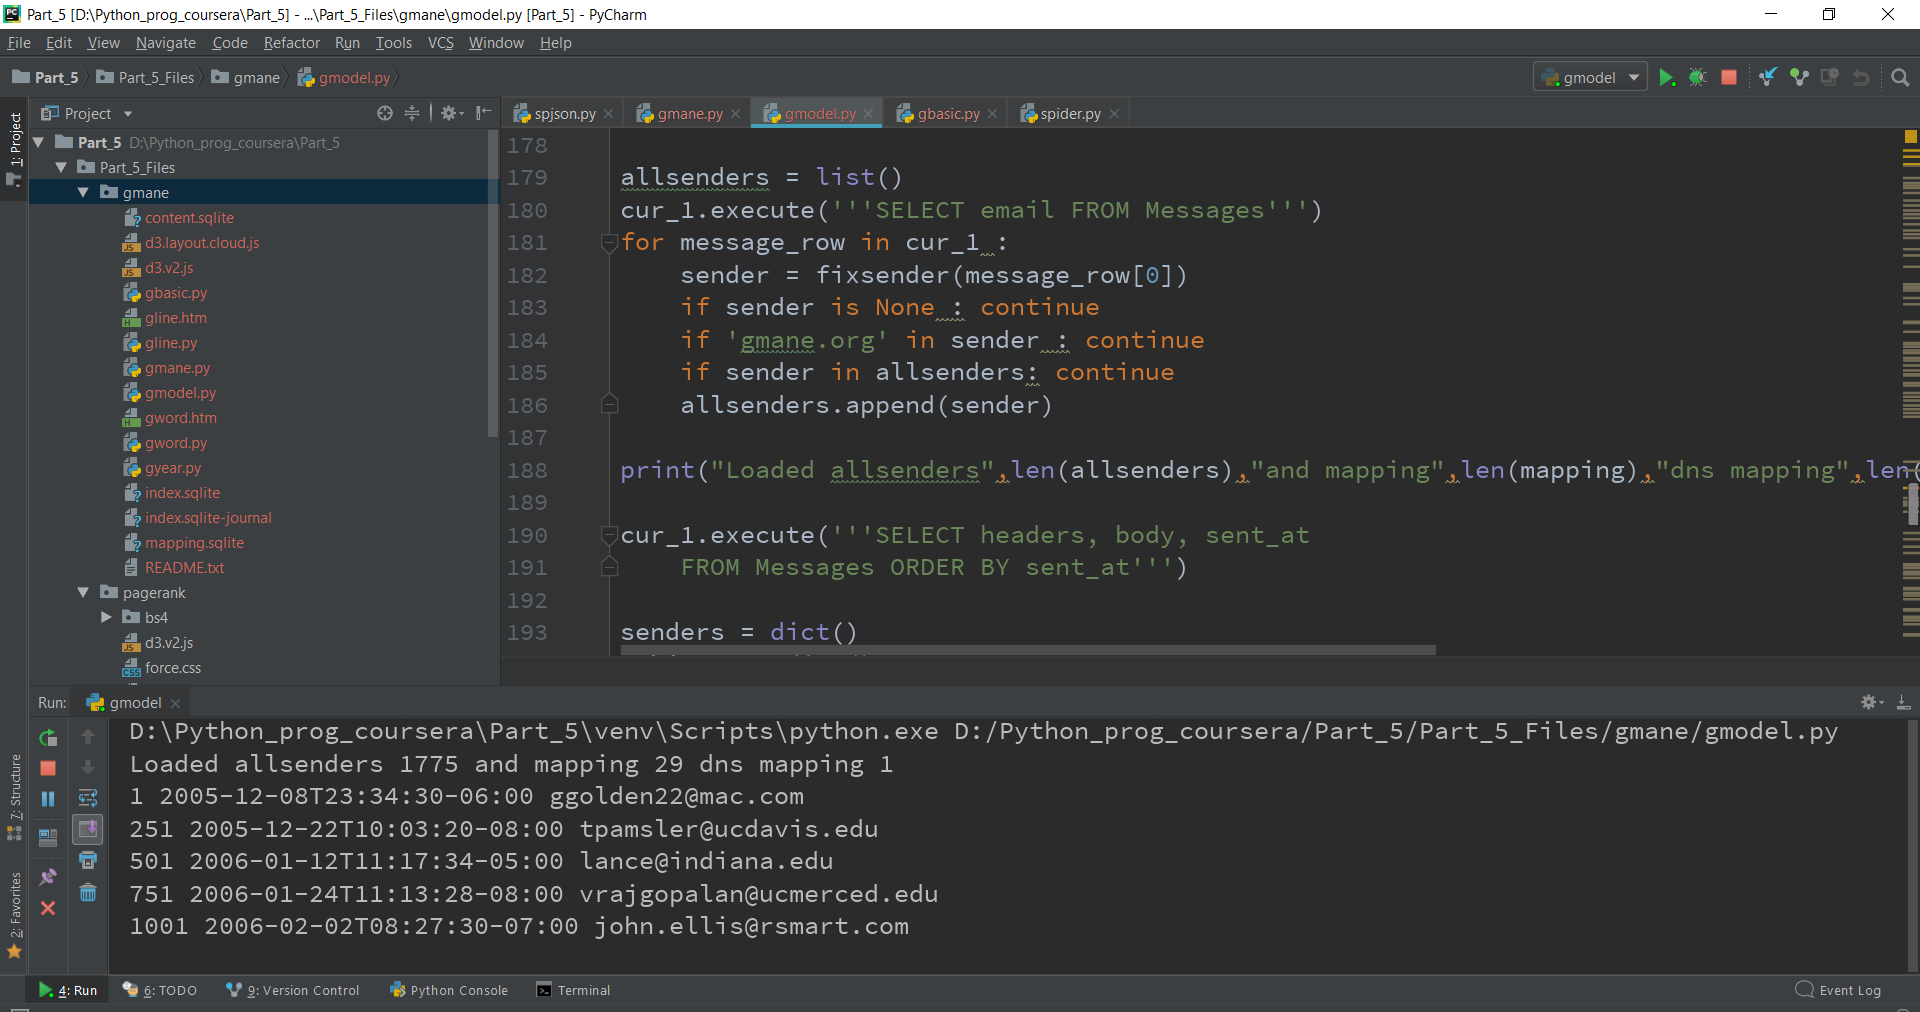 Part_5 [D:\Python_prog_coursera\Part_5] - ...\Part_5_Files\gmane\gmodel.py [Part_5] - PyCharm
File Edit View Navigate Code Refactor Run Tools VCS Window Help
Part_5 Part_5_Files gmane gmodel.py
gmodel
1: Project
Project
spjson.py gmane.py gmodel.py gbasic.py spider.py
Part_5 D:\Python_prog_coursera\Part_5
Part_5_Files
gmane
content.sqlite
d3.layout.cloud.js
d3.v2.js
gbasic.py
gline.htm
gline.py
gmane.py
gmodel.py
gword.htm
gword.py
gyear.py
index.sqlite
index.sqlite-journal
mapping.sqlite
README.txt
pagerank
bs4
d3.v2.js
force.css
178
179 allsenders = list()
180 cur_1.execute('''SELECT email FROM Messages''')
181 for message_row in cur_1 :
182 sender = fixsender(message_row[0])
183 if sender is None : continue
184 if 'gmane.org' in sender : continue
185 if sender in allsenders: continue
186 allsenders.append(sender)
187
188 print("Loaded allsenders",len(allsenders),"and mapping",len(mapping),"dns mapping",len(
189
190 cur_1.execute('''SELECT headers, body, sent_at
191 FROM Messages ORDER BY sent_at''')
192
193 senders = dict()
Run: gmodel
D:\Python_prog_coursera\Part_5\venv\Scripts\python.exe D:/Python_prog_coursera/Part_5/Part_5_Files/gmane/gmodel.py
Loaded allsenders 1775 and mapping 29 dns mapping 1
1 2005-12-08T23:34:30-06:00 ggolden22@mac.com
251 2005-12-22T10:03:20-08:00 tpamsler@ucdavis.edu
501 2006-01-12T11:17:34-05:00 lance@indiana.edu
751 2006-01-24T11:13:28-08:00 vrajgopalan@ucmerced.edu
1001 2006-02-02T08:27:30-07:00 john.ellis@rsmart.com
7: Structure
2: Favorites
4: Run 6: TODO 9: Version Control Python Console Terminal Event Log